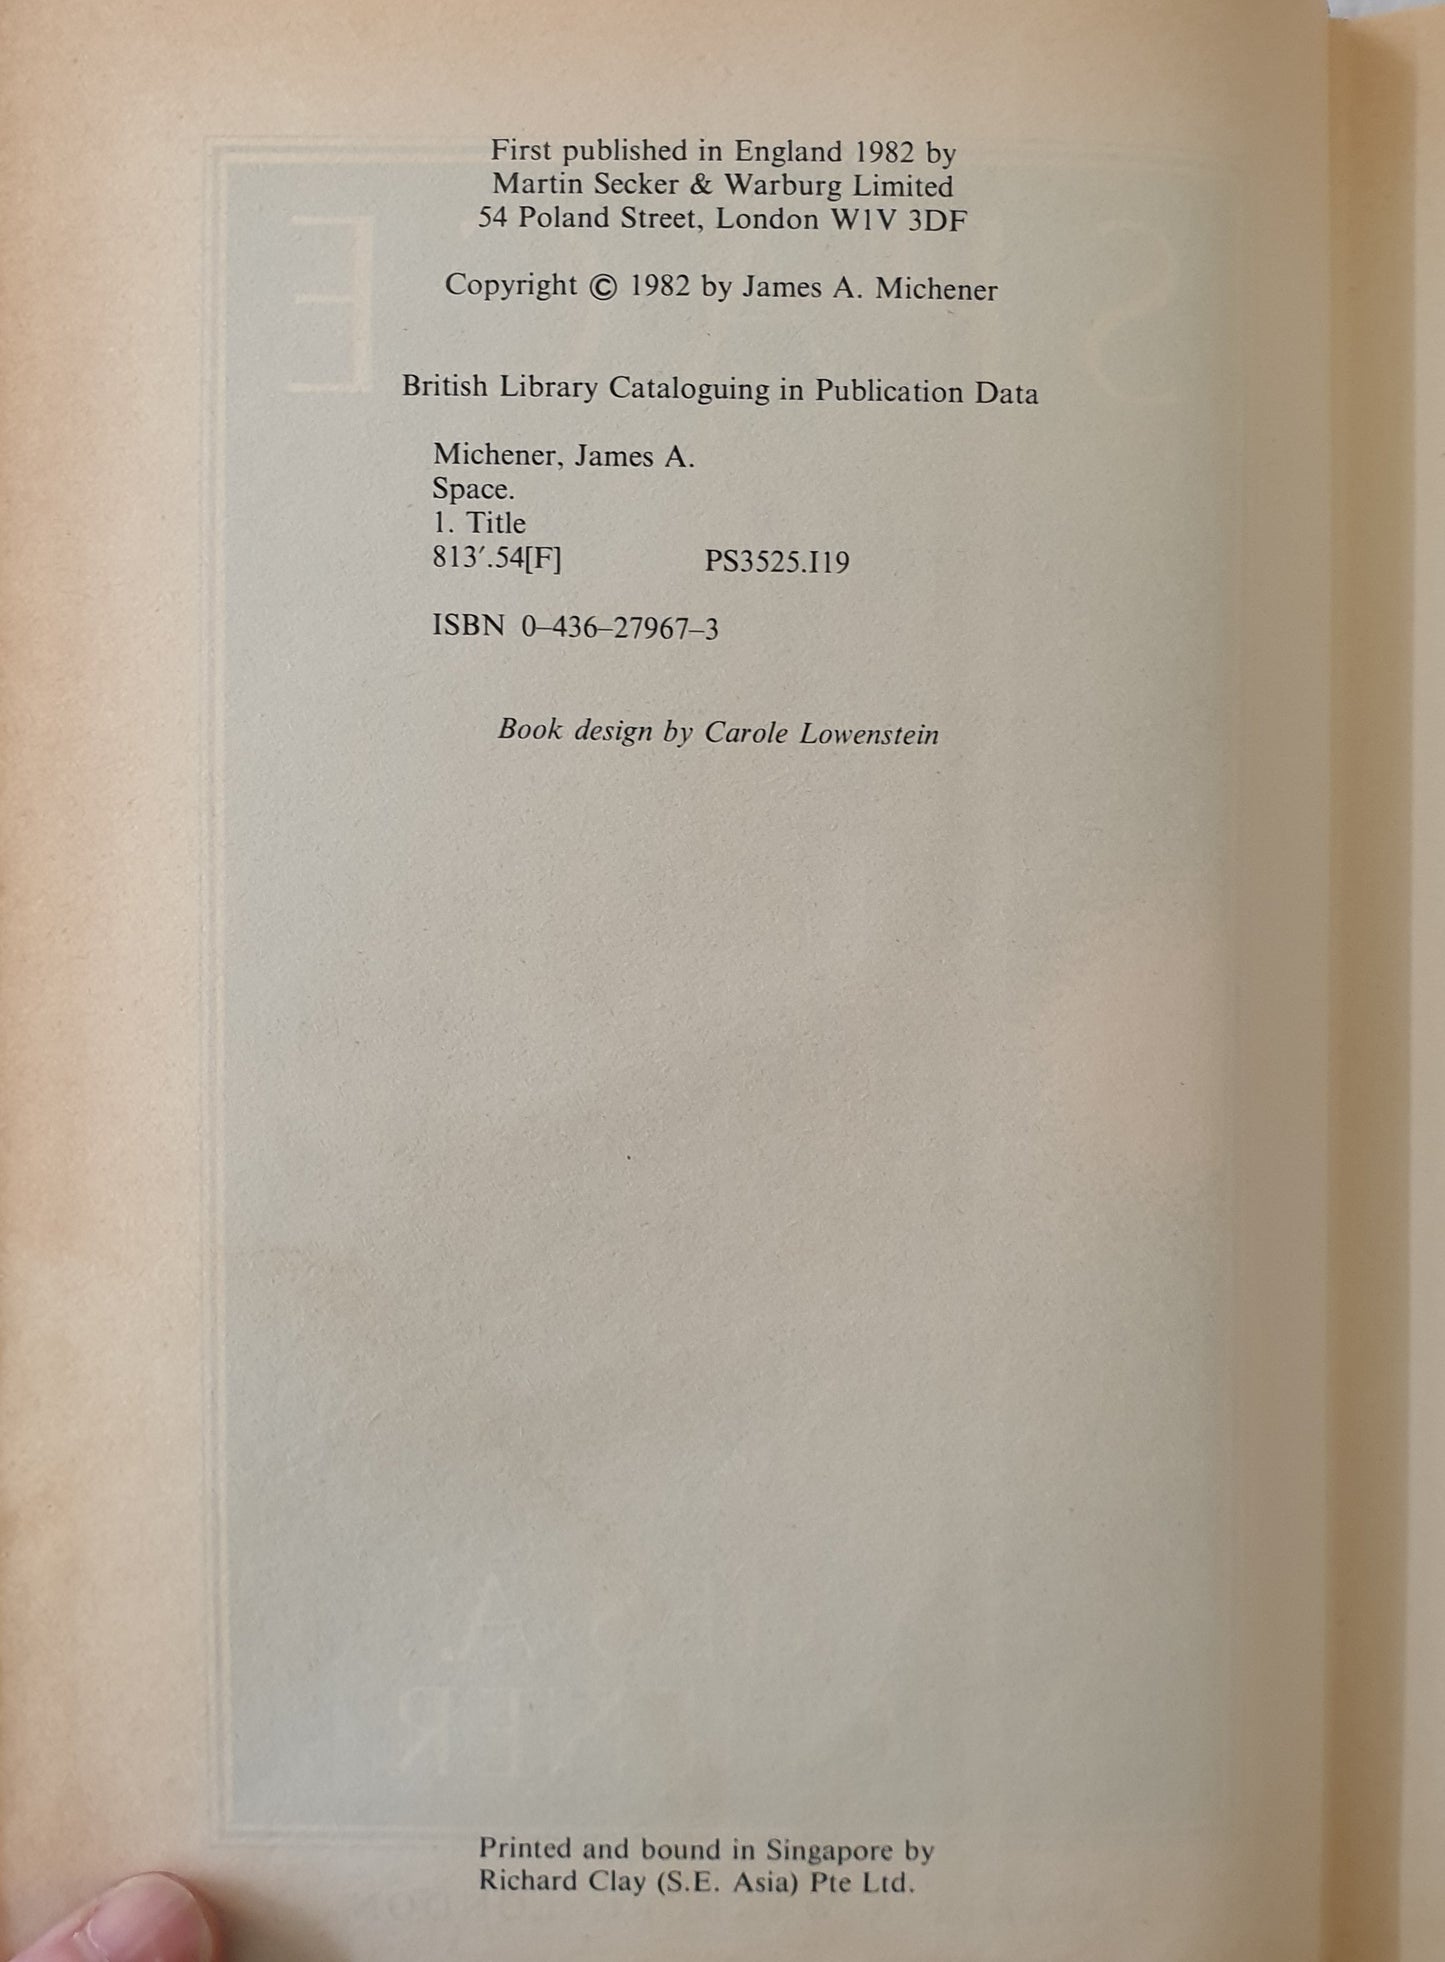 First published in England 1982 by
Martin Secker & Warburg Limited
54 Poland Street, London W1V 3DF
Copyright © 1982 by James A. Michener
British Library Cataloguing in Publication Data
Michener, James A.
Space.
1. Title
813′.54[F] PS3525.I19
ISBN 0–436–27967–3
Book design by Carole Lowenstein
Printed and bound in Singapore by
Richard Clay (S.E. Asia) Pte Ltd.